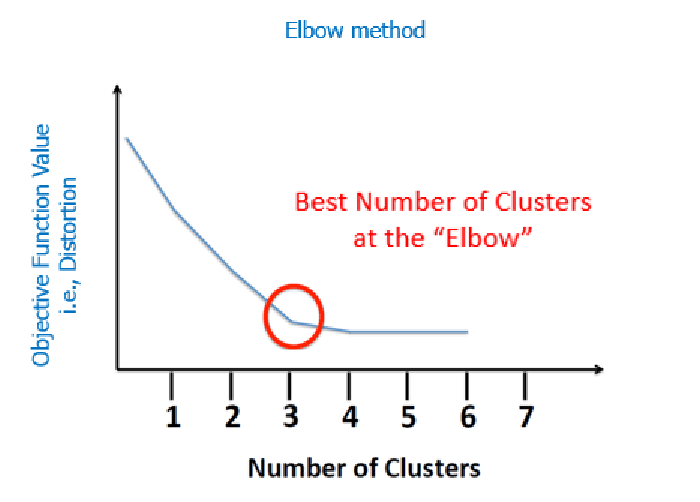 Elbow method
Objective Function Value
i.e., Distortion
Best Number of Clusters
at the “Elbow”
1 2 3 4 5 6 7
Number of Clusters